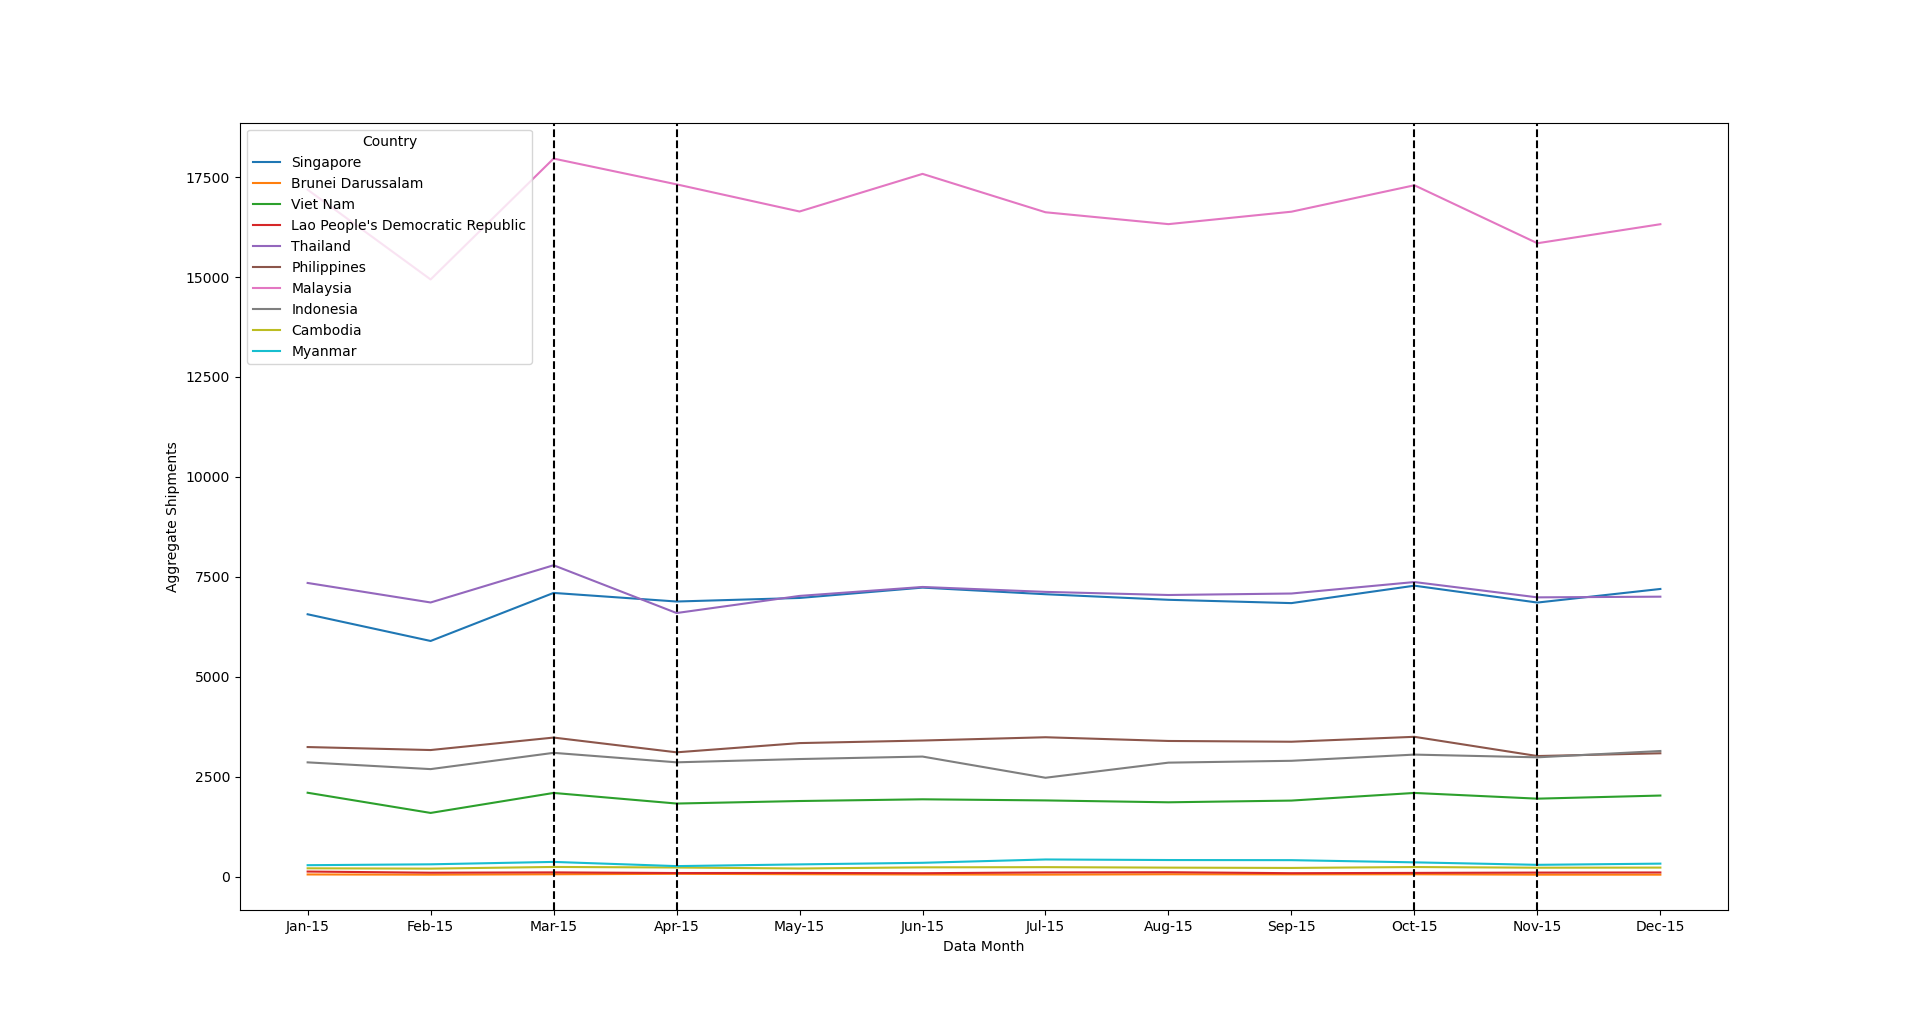 Country
Singapore
Brunei Darussalam
Viet Nam
Lao People's Democratic Republic
Thailand
Philippines
Malaysia
Indonesia
Cambodia
Myanmar
17500
15000
12500
10000
7500
5000
2500
0
Aggregate Shipments
Jan-15 Feb-15 Mar-15 Apr-15 May-15 Jun-15 Jul-15 Aug-15 Sep-15 Oct-15 Nov-15 Dec-15
Data Month